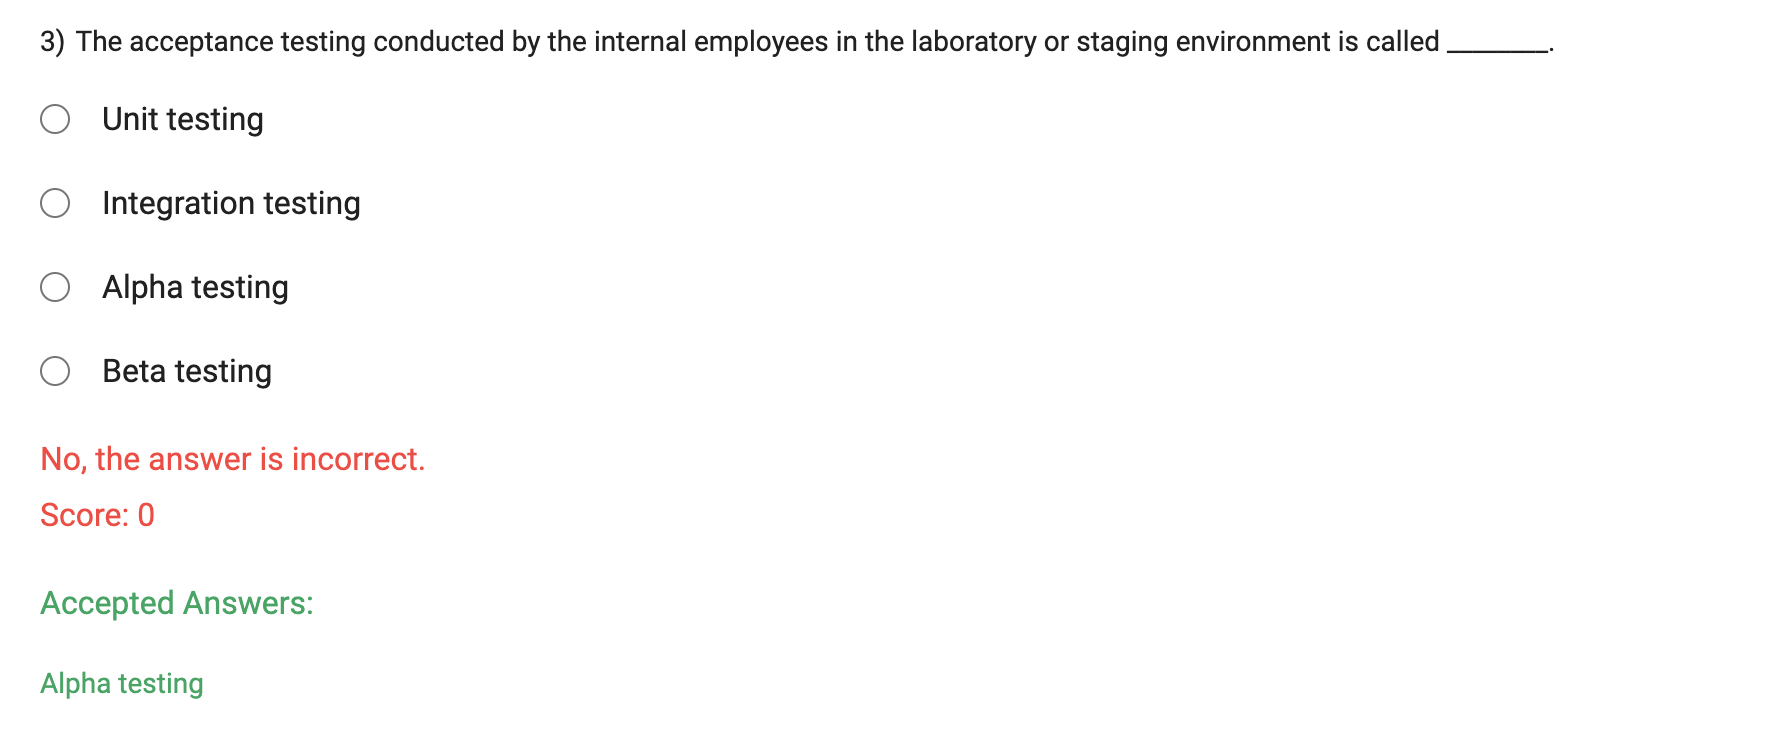 3) The acceptance testing conducted by the internal employees in the laboratory or staging environment is called _______.
Unit testing
Integration testing
Alpha testing
Beta testing
No, the answer is incorrect.
Score: 0
Accepted Answers:
Alpha testing